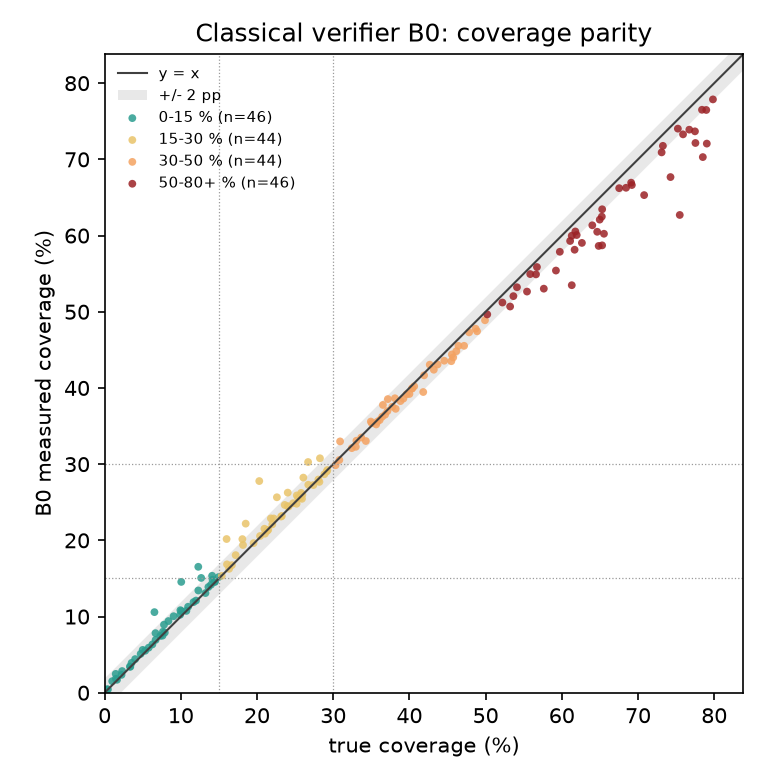 Classical verifier B0: coverage parity
y = x
+/- 2 pp
0-15 % (n=46)
15-30 % (n=44)
30-50 % (n=44)
50-80+ % (n=46)
B0 measured coverage (%)
80
70
60
50
40
30
20
10
0
0 10 20 30 40 50 60 70 80
true coverage (%)